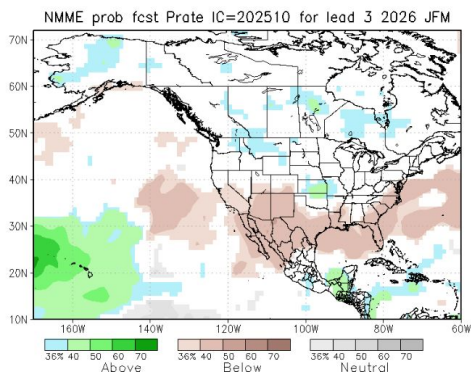 NMME prob fcst Prate IC=202510 for lead 3 2026 JFM
70N
60N
50N
40N
30N
20N
10N
160W 140W 120W 100W 80W 60W
36% 40 50 60 70 36% 40 50 60 70 36% 40 50 60 70
Above Below Neutral